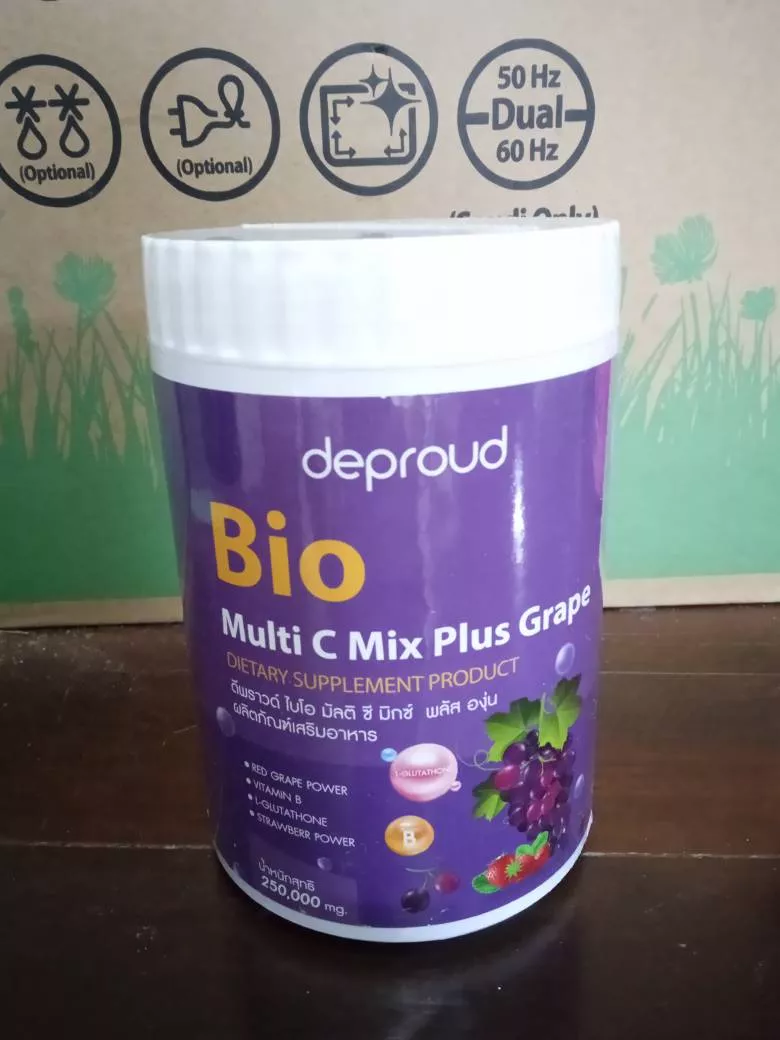 (Optional)
(Optional)
50 Hz
Dual
60 Hz
deproud
Bio
Multi C Mix Plus Grape
DIETARY SUPPLEMENT PRODUCT
ดีพราวด์ ไบโอ มัลติ ซี มิกซ์ พลัส องุ่น
ผลิตภัณฑ์เสริมอาหาร
• RED GRAPE POWER
• VITAMIN B
• L-GLUTATHONE
• STRAWBERR POWER
L-GLUTATHONE
B
น้ำหนักสุทธิ
250,000 mg.